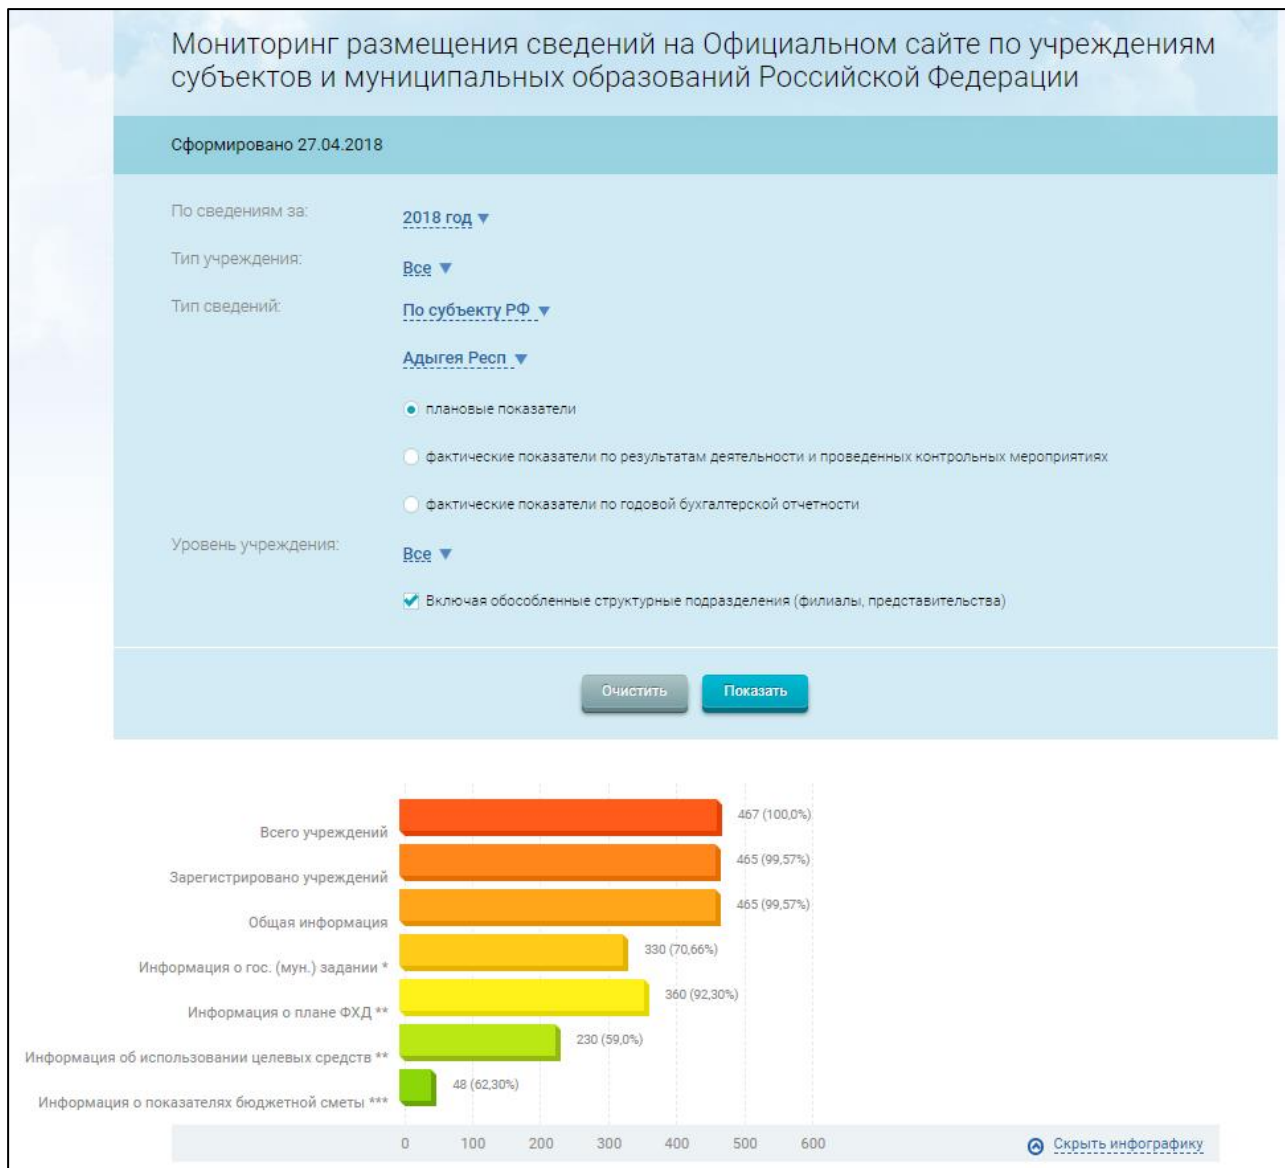 Мониторинг размещения сведений на Официальном сайте по учреждениям
субъектов и муниципальных образований Российской Федерации
Сформировано 27.04.2018
По сведениям за:
2018 год
Тип учреждения:
Все
Тип сведений:
По субъекту РФ
Адыгея Респ
плановые показатели
фактические показатели по результатам деятельности и проведенных контрольных мероприятиях
фактические показатели по годовой бухгалтерской отчетности
Уровень учреждения:
Все
Включая обособленные структурные подразделения (филиалы, представительства)
Очистить
Показать
Всего учреждений
467 (100,0%)
Зарегистрировано учреждений
465 (99,57%)
Общая информация
465 (99,57%)
Информация о гос. (мун.) задании *
330 (70,66%)
Информация о плане ФХД **
360 (92,30%)
Информация об использовании целевых средств **
230 (59,0%)
Информация о показателях бюджетной сметы ***
48 (62,30%)
0 100 200 300 400 500 600
Скрыть инфографику